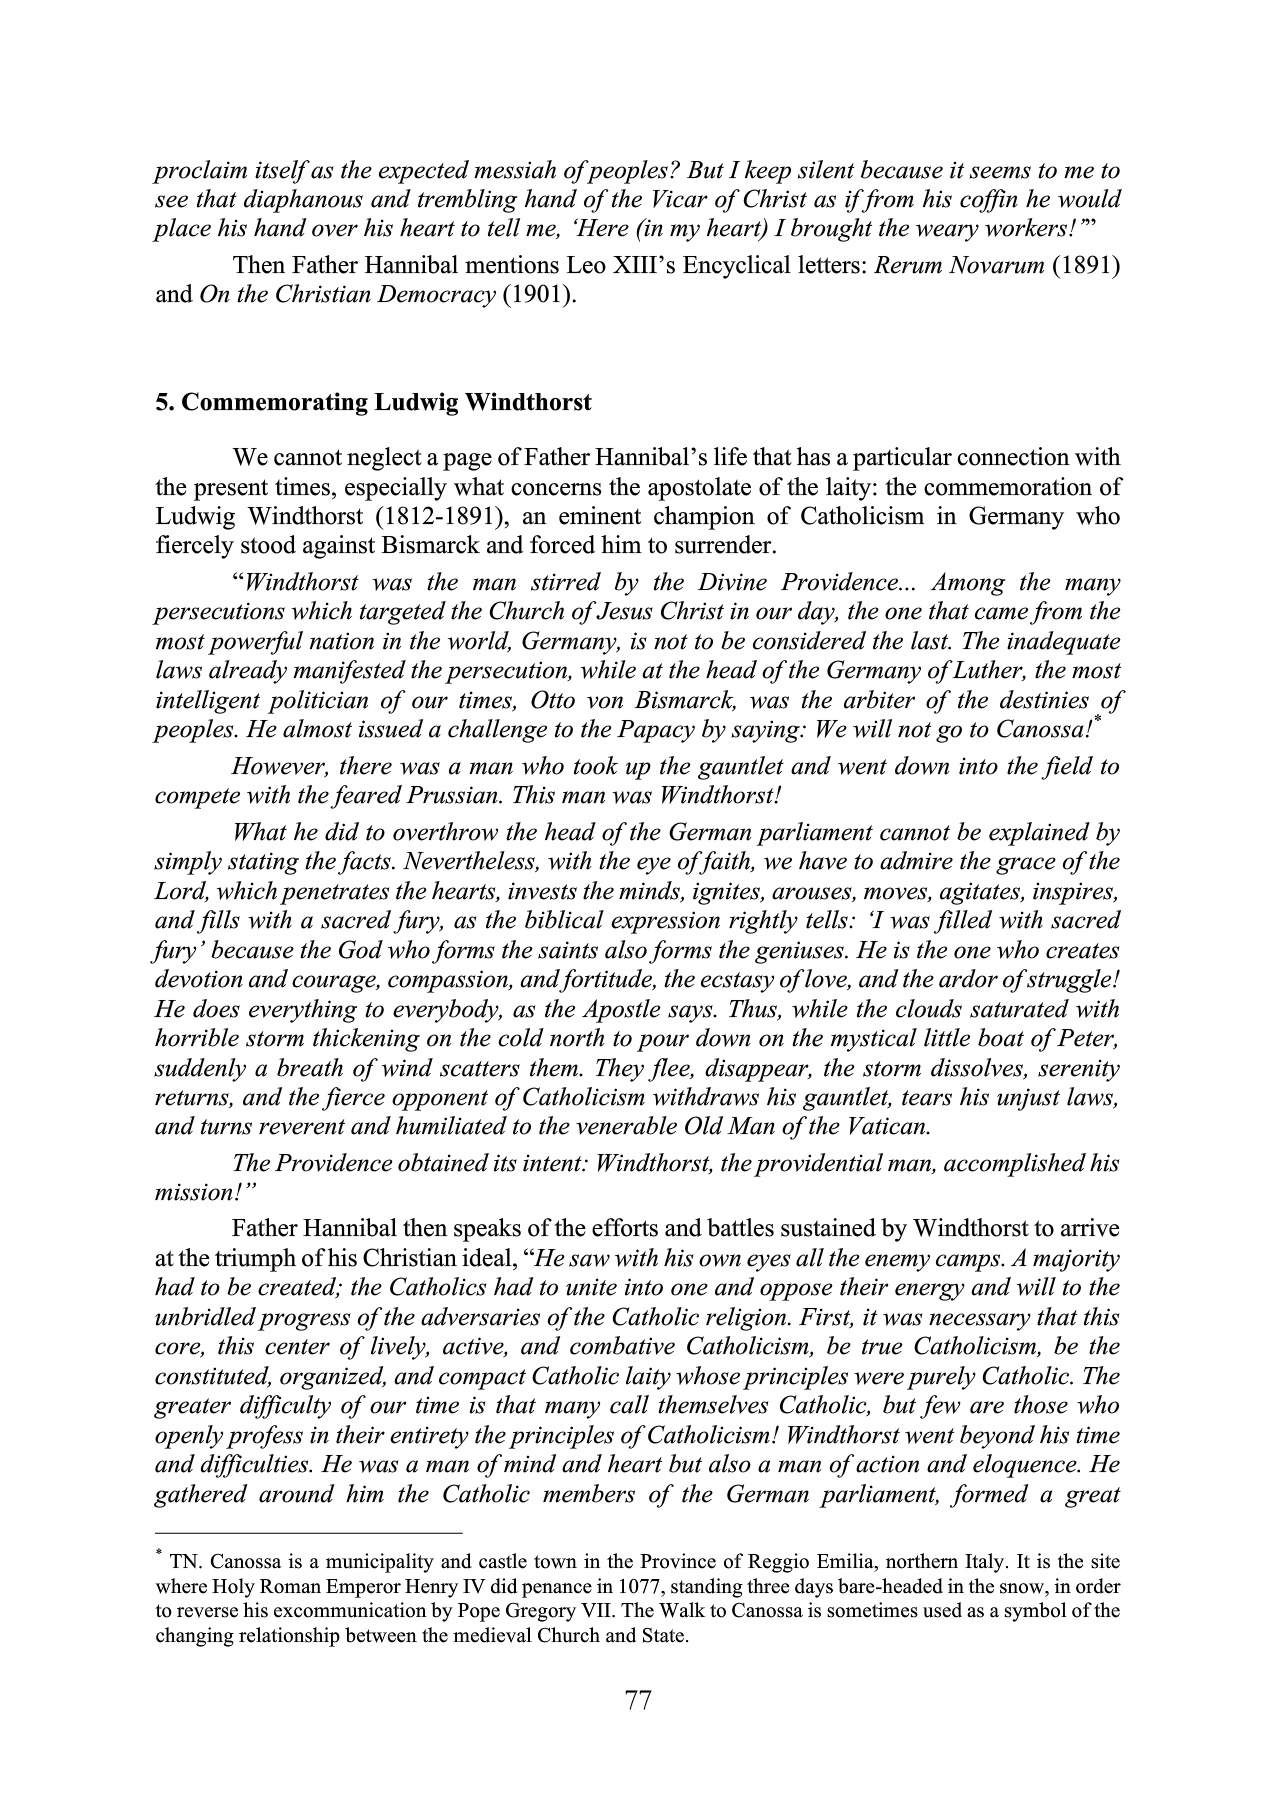 proclaim itself as the expected messiah of peoples? But I keep silent because it seems to me to
see that diaphanous and trembling hand of the Vicar of Christ as if from his coffin he would
place his hand over his heart to tell me, ‘Here (in my heart) I brought the weary workers!’”
Then Father Hannibal mentions Leo XIII’s Encyclical letters: Rerum Novarum (1891)
and On the Christian Democracy (1901).
5. Commemorating Ludwig Windthorst
We cannot neglect a page of Father Hannibal’s life that has a particular connection with
the present times, especially what concerns the apostolate of the laity: the commemoration of
Ludwig Windthorst (1812-1891), an eminent champion of Catholicism in Germany who
fiercely stood against Bismarck and forced him to surrender.
“Windthorst was the man stirred by the Divine Providence... Among the many
persecutions which targeted the Church of Jesus Christ in our day, the one that came from the
most powerful nation in the world, Germany, is not to be considered the last. The inadequate
laws already manifested the persecution, while at the head of the Germany of Luther, the most
intelligent politician of our times, Otto von Bismarck, was the arbiter of the destinies of
peoples. He almost issued a challenge to the Papacy by saying: We will not go to Canossa!*
However, there was a man who took up the gauntlet and went down into the field to
compete with the feared Prussian. This man was Windthorst!
What he did to overthrow the head of the German parliament cannot be explained by
simply stating the facts. Nevertheless, with the eye of faith, we have to admire the grace of the
Lord, which penetrates the hearts, invests the minds, ignites, arouses, moves, agitates, inspires,
and fills with a sacred fury, as the biblical expression rightly tells: ‘I was filled with sacred
fury’ because the God who forms the saints also forms the geniuses. He is the one who creates
devotion and courage, compassion, and fortitude, the ecstasy of love, and the ardor of struggle!
He does everything to everybody, as the Apostle says. Thus, while the clouds saturated with
horrible storm thickening on the cold north to pour down on the mystical little boat of Peter,
suddenly a breath of wind scatters them. They flee, disappear, the storm dissolves, serenity
returns, and the fierce opponent of Catholicism withdraws his gauntlet, tears his unjust laws,
and turns reverent and humiliated to the venerable Old Man of the Vatican.
The Providence obtained its intent: Windthorst, the providential man, accomplished his
mission!”
Father Hannibal then speaks of the efforts and battles sustained by Windthorst to arrive
at the triumph of his Christian ideal, “He saw with his own eyes all the enemy camps. A majority
had to be created; the Catholics had to unite into one and oppose their energy and will to the
unbridled progress of the adversaries of the Catholic religion. First, it was necessary that this
core, this center of lively, active, and combative Catholicism, be true Catholicism, be the
constituted, organized, and compact Catholic laity whose principles were purely Catholic. The
greater difficulty of our time is that many call themselves Catholic, but few are those who
openly profess in their entirety the principles of Catholicism! Windthorst went beyond his time
and difficulties. He was a man of mind and heart but also a man of action and eloquence. He
gathered around him the Catholic members of the German parliament, formed a great
* TN. Canossa is a municipality and castle town in the Province of Reggio Emilia, northern Italy. It is the site
where Holy Roman Emperor Henry IV did penance in 1077, standing three days bare-headed in the snow, in order
to reverse his excommunication by Pope Gregory VII. The Walk to Canossa is sometimes used as a symbol of the
changing relationship between the medieval Church and State.
77